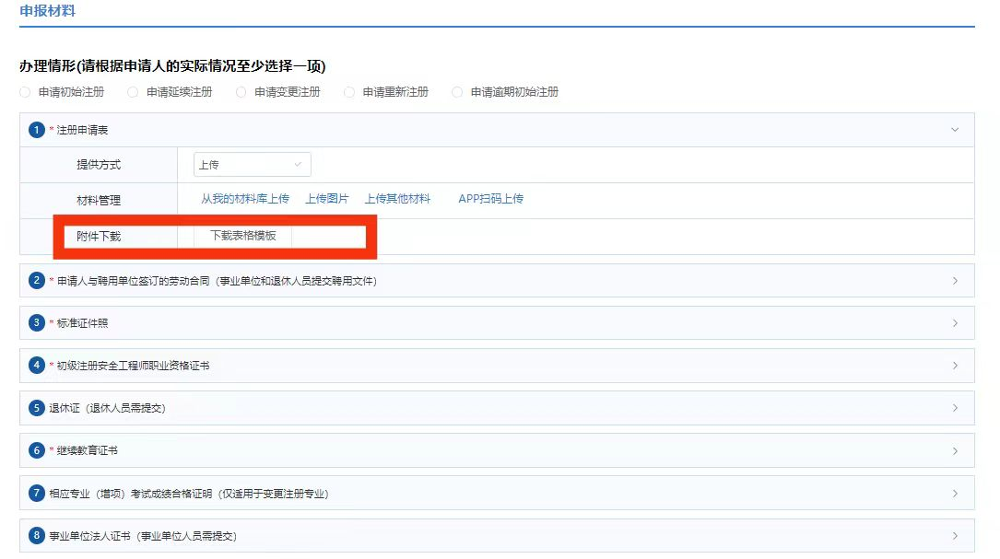 申报材料
办理情形(请根据申请人的实际情况至少选择一项)
申请初始注册 申请延续注册 申请变更注册 申请重新注册 申请逾期初始注册
1 * 注册申请表
提供方式 上传
材料管理 从我的材料库上传 上传图片 上传其他材料 APP扫码上传
附件下载 下载表格模板
2 * 申请人与聘用单位签订的劳动合同（事业单位和退休人员提交聘用文件）
3 * 标准证件照
4 * 初级注册安全工程师职业资格证书
5 退休证（退休人员需提交）
6 * 继续教育证书
7 相应专业（增项）考试成绩合格证明（仅适用于变更注册专业）
8 事业单位法人证书（事业单位人员需提交）